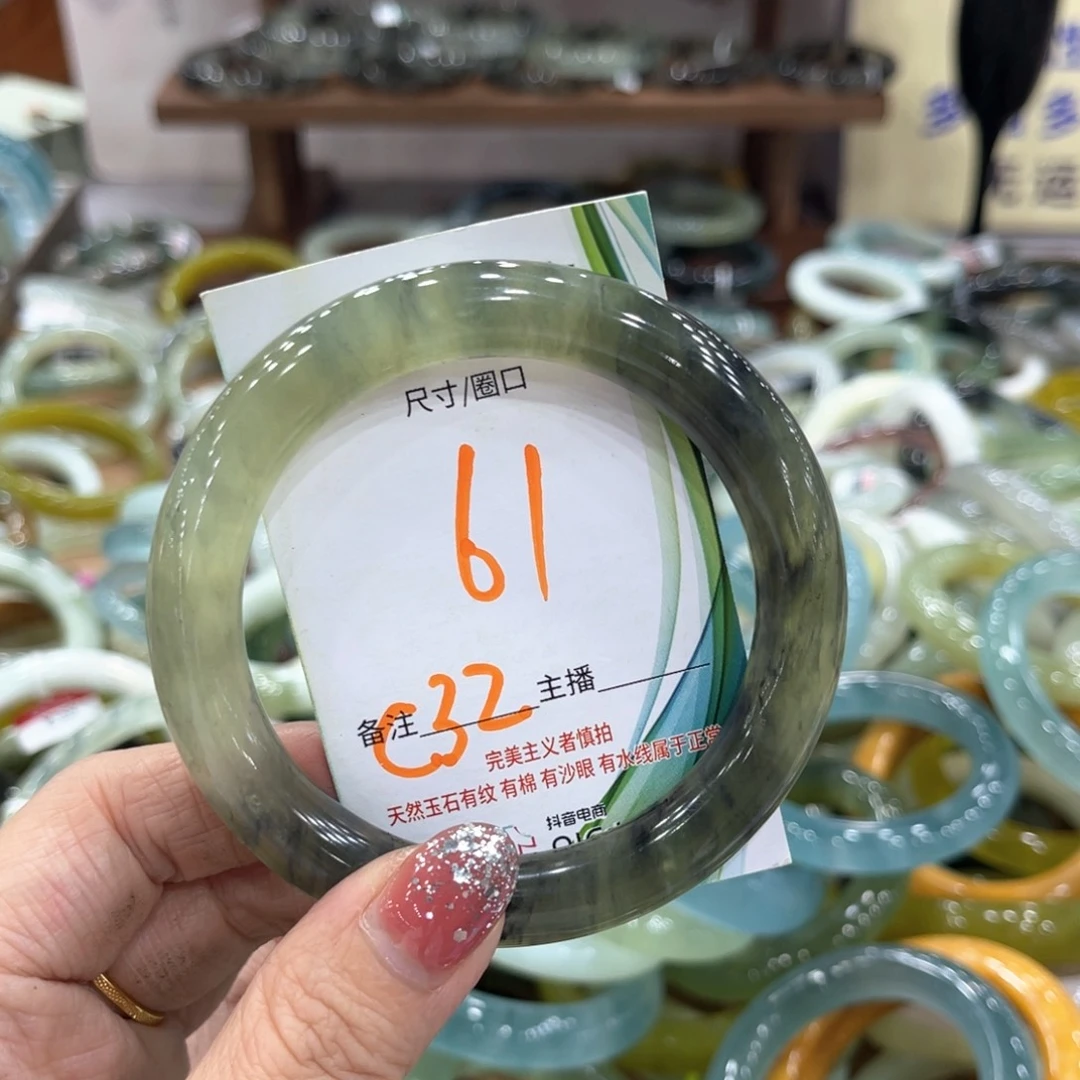 尺寸/圈口
61
备注 C32 主播
完美主义者慎拍
天然玉石有纹 有棉 有沙眼 有水线属于正常
抖音电商